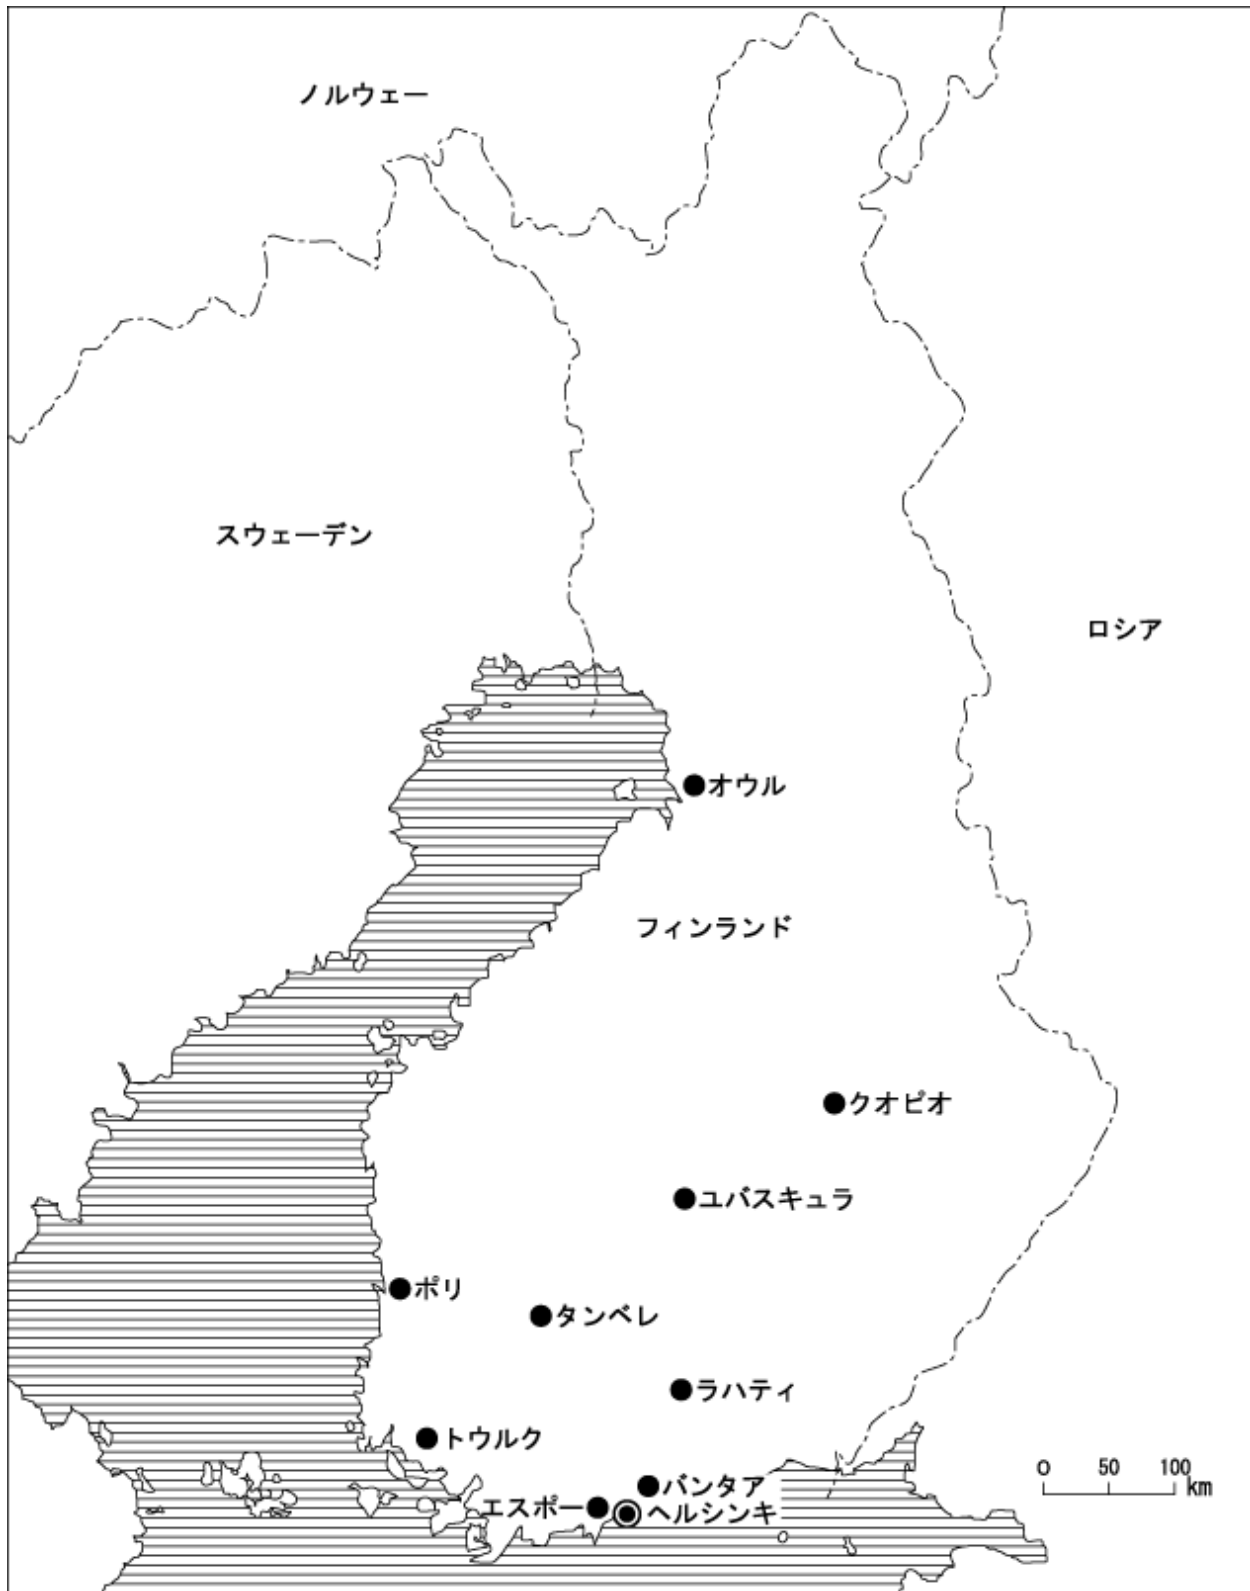 ノルウェー
スウェーデン
ロシア
オウル
フィンランド
クオピオ
ユバスキュラ
ポリ
タンペレ
ラハティ
トウルク
バンタア
エスポー
ヘルシンキ
0 50 100
km